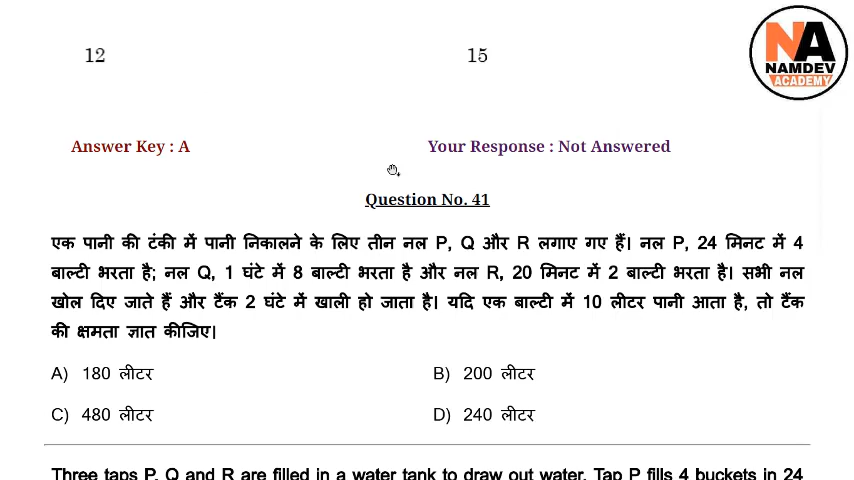 12 15
NA
NAMDEV
ACADEMY
Answer Key : A Your Response : Not Answered
Question No. 41
एक पानी की टंकी में पानी निकालने के लिए तीन नल P, Q और R लगाए गए हैं। नल P, 24 मिनट में 4
बाल्टी भरता है; नल Q, 1 घंटे में 8 बाल्टी भरता है और नल R, 20 मिनट में 2 बाल्टी भरता है। सभी नल
खोल दिए जाते हैं और टैंक 2 घंटे में खाली हो जाता है। यदि एक बाल्टी में 10 लीटर पानी आता है, तो टैंक
की क्षमता ज्ञात कीजिए।
A) 180 लीटर B) 200 लीटर
C) 480 लीटर D) 240 लीटर
Three taps P, Q and R are filled in a water tank to draw out water. Tap P fills 4 buckets in 24